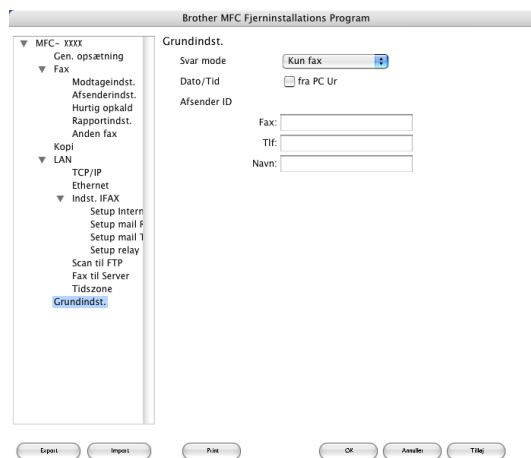 Brother MFC Fjerninstallations Program
MFC- XXXX
Gen. opsætning
Fax
Modtageindst.
Afsenderindst.
Hurtig opkald
Rapportindst.
Anden fax
Kopi
LAN
TCP/IP
Ethernet
Indst. IFAX
Setup Intern
Setup mail R
Setup mail T
Setup relay
Scan til FTP
Fax til Server
Tidszone
Grundindst.
Grundindst.
Svar mode
Kun fax
Dato/Tid
fra PC Ur
Afsender ID
Fax:
Tlf:
Navn:
Export
Import
Print
OK
Annuller
Tilføj